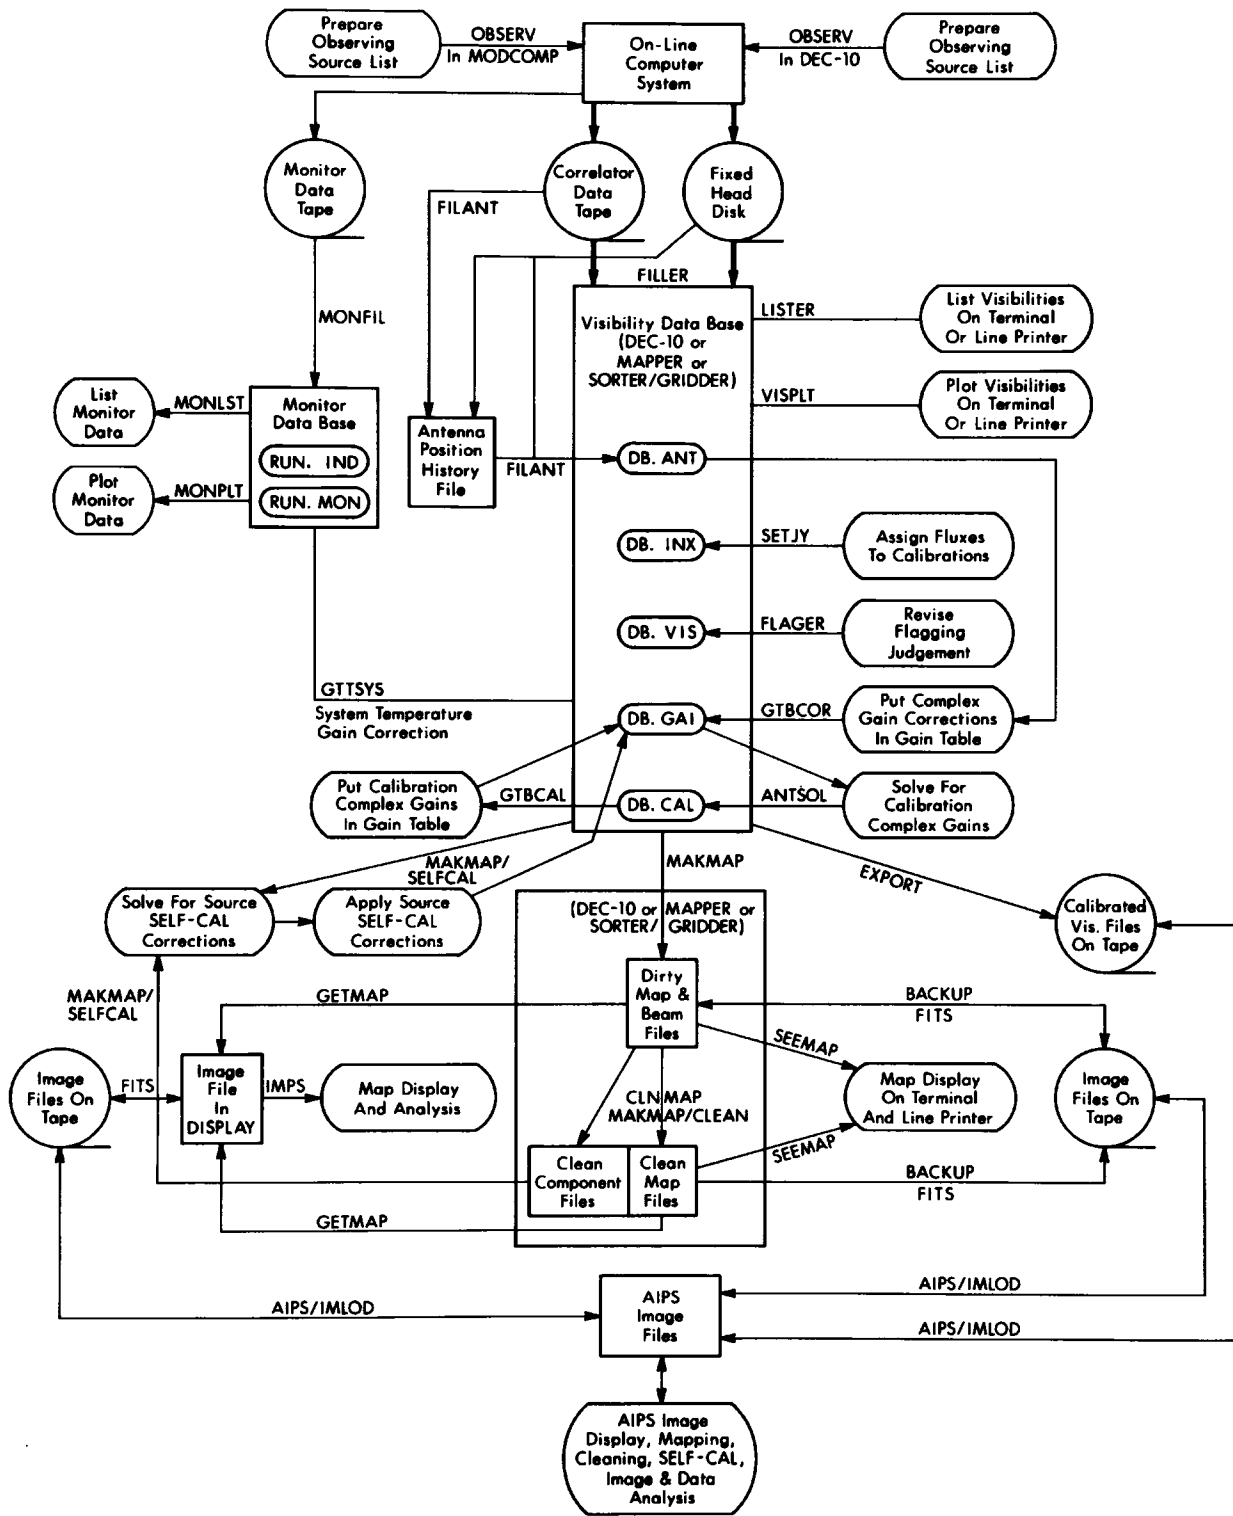 Prepare
Observing
Source List
OBSERV
In MODCOMP
On-Line
Computer
System
OBSERV
In DEC-10
Prepare
Observing
Source List
Monitor
Data
Tape
Correlator
Data
Tape
Fixed
Head
Disk
FILANT
FILLER
MONFIL
Visibility Data Base
(DEC-10 or
MAPPER or
SORTER/GRIDDER)
LISTER
List Visibilities
On Terminal
Or Line Printer
VISPLT
Plot Visibilities
On Terminal
Or Line Printer
List
Monitor
Data
MONLST
Monitor
Data Base
RUN. IND
RUN. MON
Plot
Monitor
Data
MONPLT
Antenna
Position
History
File
FILANT
DB. ANT
DB. INX
SETJY
Assign Fluxes
To Calibrations
DB. VIS
FLAGER
Revise
Flagging
Judgement
GTTSYS
System Temperature
Gain Correction
DB. GAI
GTBCOR
Put Complex
Gain Corrections
In Gain Table
Put Calibration
Complex Gains
In Gain Table
GTBCAL
DB. CAL
ANTSOL
Solve For
Calibration
Complex Gains
MAKMAP/
SELFCAL
MAKMAP
EXPORT
Solve For Source
SELF-CAL
Corrections
Apply Source
SELF-CAL
Corrections
(DEC-10 or MAPPER or
SORTER/ GRIDDER)
Calibrated
Vis. Files
On Tape
MAKMAP/
SELFCAL
GETMAP
Dirty
Map &
Beam
Files
BACKUP
FITS
SEEMAP
Image
Files On
Tape
FITS
Image
File
In
DISPLAY
IMPS
Map Display
And Analysis
CLNMAP
MAKMAP/CLEAN
Map Display
On Terminal
And Line Printer
Image
Files On
Tape
SEEMAP
Clean
Component
Files
Clean
Map
Files
BACKUP
FITS
GETMAP
AIPS/IMLOD
AIPS
Image
Files
AIPS/IMLOD
AIPS/IMLOD
AIPS Image
Display, Mapping,
Cleaning, SELF-CAL,
Image & Data
Analysis